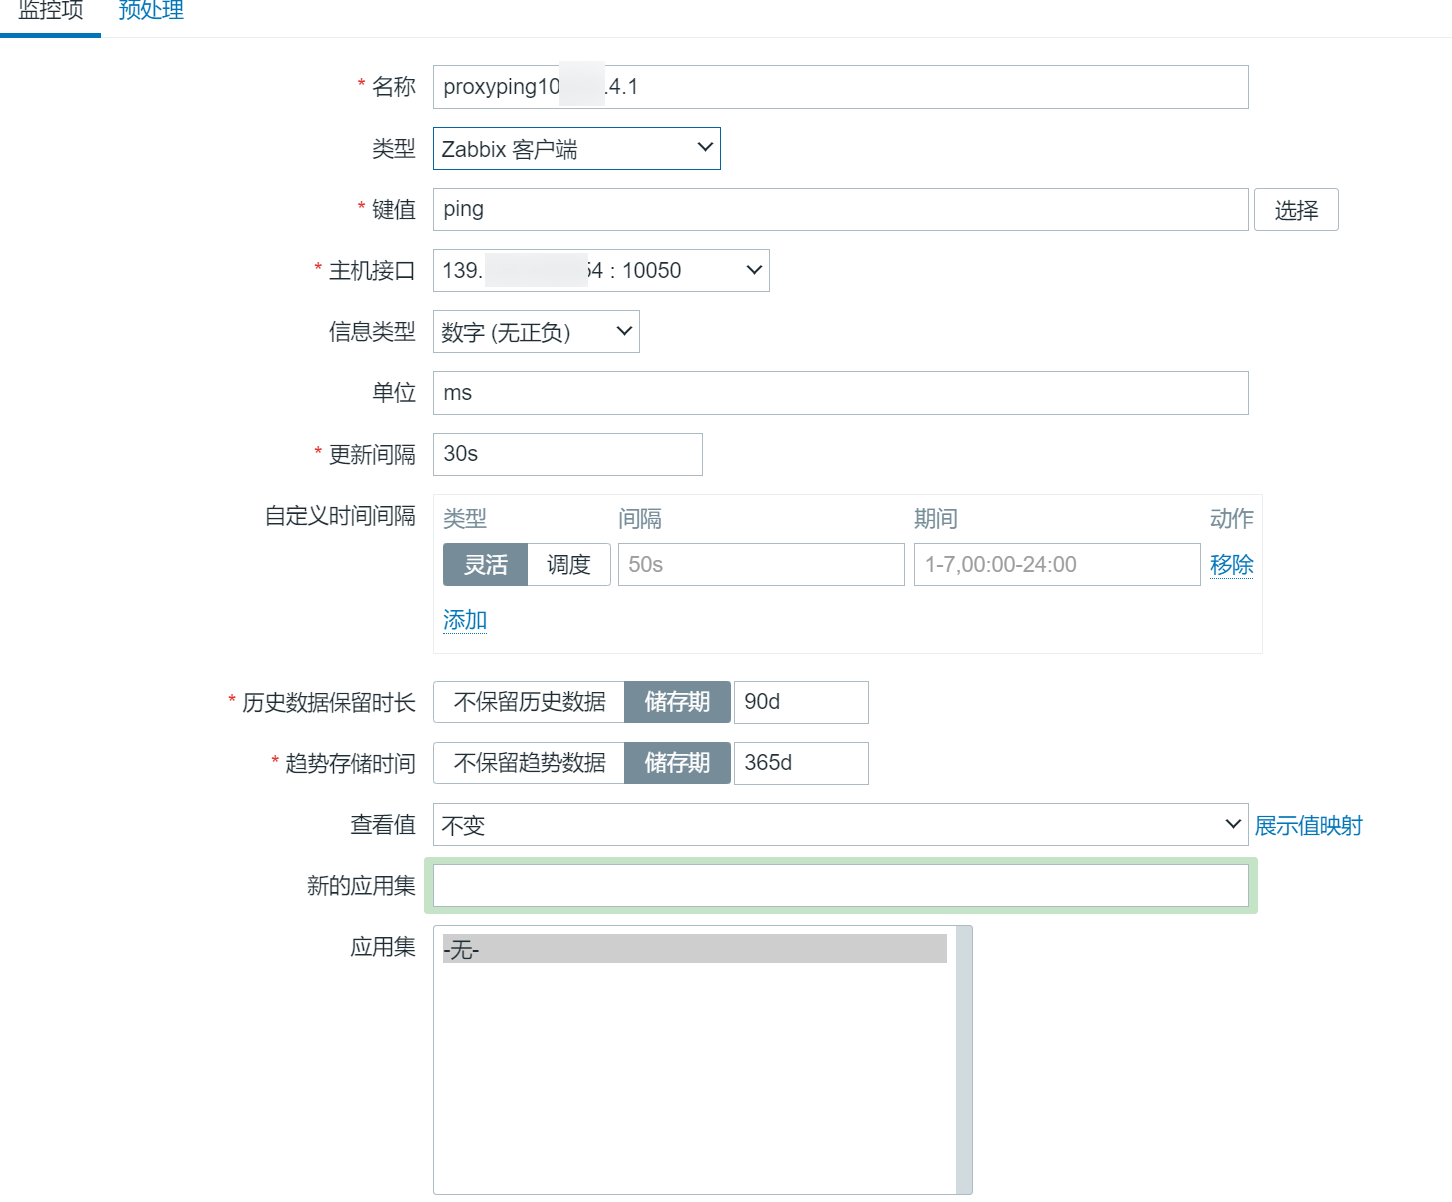 监控项 预处理
* 名称 proxyping10 .4.1
类型 Zabbix 客户端
* 键值 ping 选择
* 主机接口 139. 54 : 10050
信息类型 数字 (无正负)
单位 ms
* 更新间隔 30s
自定义时间间隔 类型 间隔 期间 动作
灵活 调度 50s 1-7,00:00-24:00 移除
添加
* 历史数据保留时长 不保留历史数据 储存期 90d
* 趋势存储时间 不保留趋势数据 储存期 365d
查看值 不变 展示值映射
新的应用集
应用集 -无-